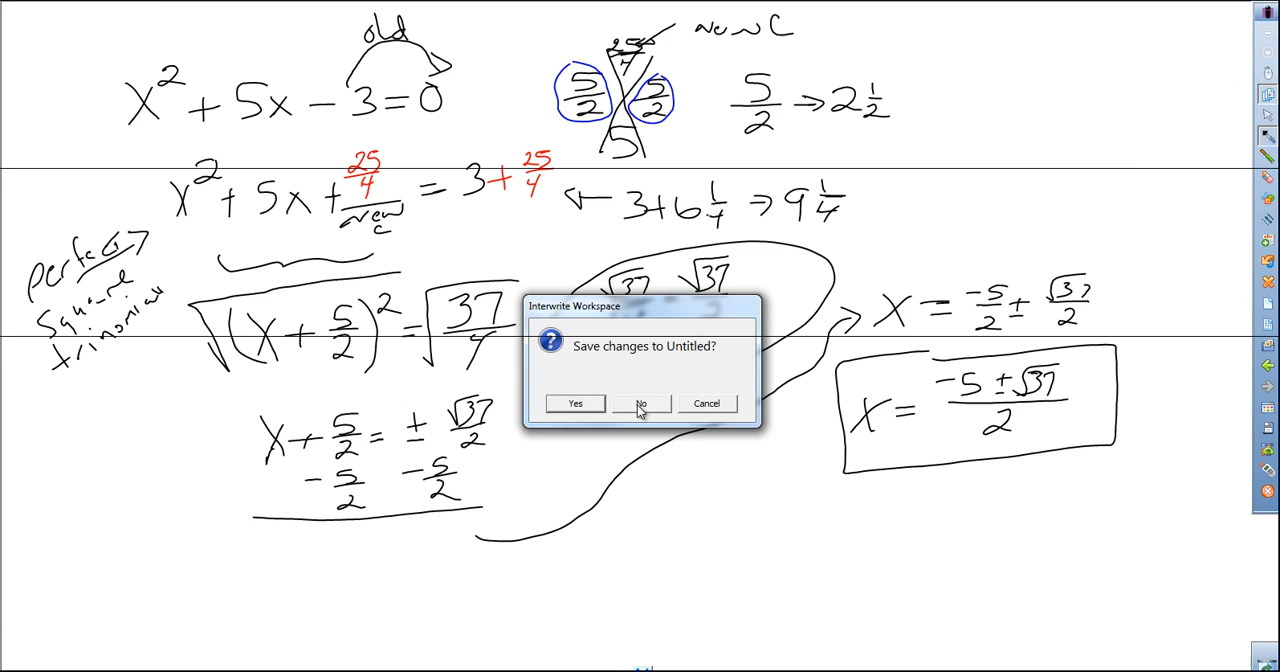 old
x² + 5x - 3 = 0
25/4
new C
5/2 5/2
5
5/2 ⇒ 2 1/2
x² + 5x + 25/4 = 3 + 25/4
new c
← 3 + 6 1/4 ⇒ 9 1/4
perfect
square
trinomial
√(x + 5/2)² = √37/4
√37 √37
x = -5/2 ± √37/2
Interwrite Workspace
Save changes to Untitled?
Yes No Cancel
x + 5/2 = ± √37/2
- 5/2 - 5/2
x = -5 ± √37 / 2